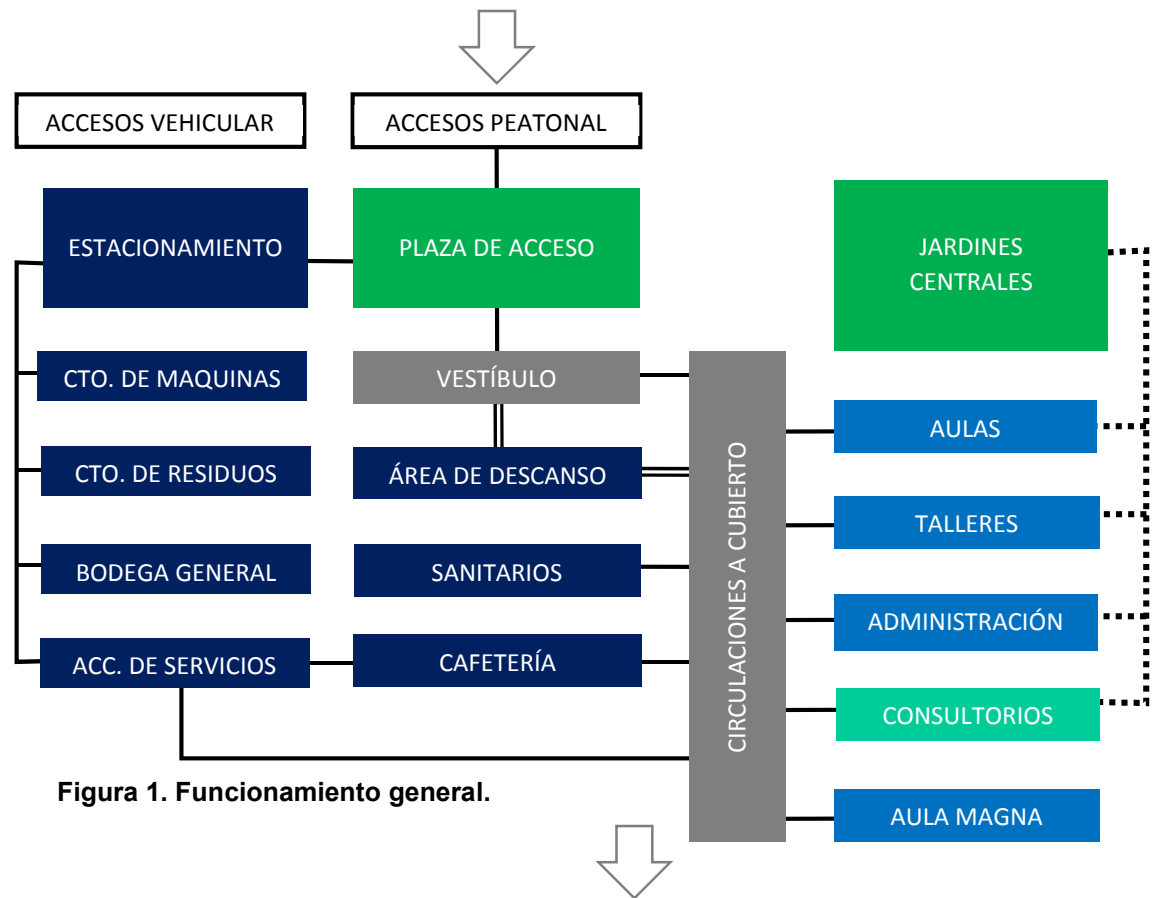 ACCESOS VEHICULAR
ACCESOS PEATONAL
ESTACIONAMIENTO
PLAZA DE ACCESO
JARDINES
CENTRALES
CTO. DE MAQUINAS
VESTÍBULO
AULAS
CTO. DE RESIDUOS
ÁREA DE DESCANSO
TALLERES
BODEGA GENERAL
SANITARIOS
CIRCULACIONES A CUBIERTO
ADMINISTRACIÓN
ACC. DE SERVICIOS
CAFETERÍA
CONSULTORIOS
AULA MAGNA
Figura 1. Funcionamiento general.